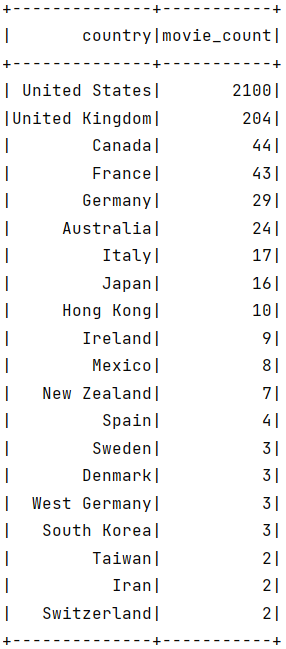 +--------------+-----------+
|       country|movie_count|
+--------------+-----------+
| United States|       2100|
|United Kingdom|        204|
|        Canada|         44|
|        France|         43|
|       Germany|         29|
|     Australia|         24|
|         Italy|         17|
|         Japan|         16|
|     Hong Kong|         10|
|       Ireland|          9|
|        Mexico|          8|
|   New Zealand|          7|
|         Spain|          4|
|        Sweden|          3|
|       Denmark|          3|
|  West Germany|          3|
|   South Korea|          3|
|        Taiwan|          2|
|          Iran|          2|
|   Switzerland|          2|
+--------------+-----------+